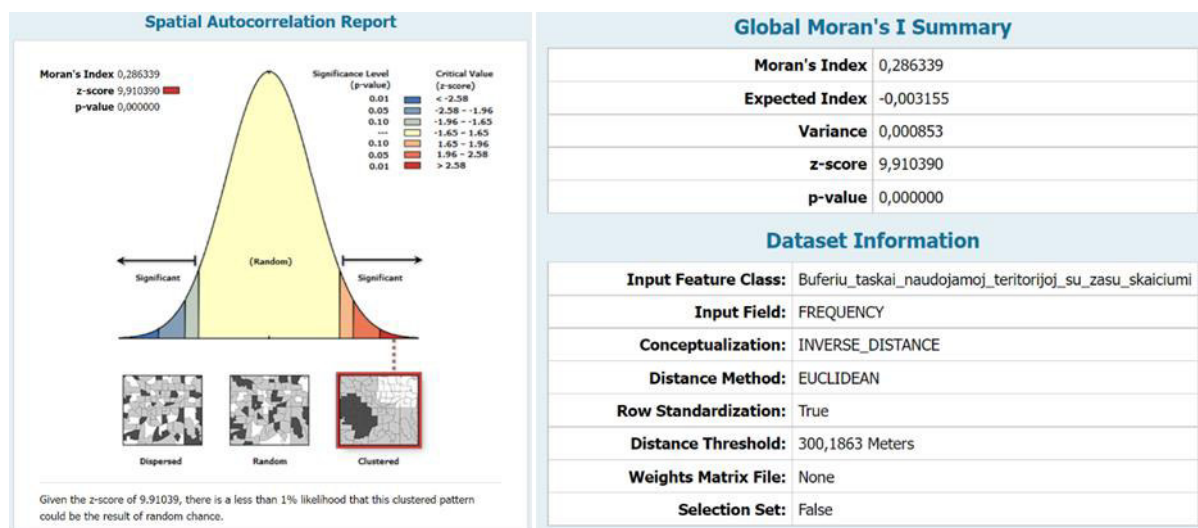 Spatial Autocorrelation Report
Moran's Index 0,286339
z-score 9,910390
p-value 0,000000
Significance Level (p-value) Critical Value (z-score)
0.01 < -2.58
0.05 -2.58 – -1.96
0.10 -1.96 – -1.65
--- -1.65 – 1.65
0.10 1.65 – 1.96
0.05 1.96 – 2.58
0.01 > 2.58
Significant (Random) Significant
Dispersed Random Clustered
Given the z-score of 9.91039, there is a less than 1% likelihood that this clustered pattern
could be the result of random chance.
Global Moran's I Summary
Moran's Index 0,286339
Expected Index -0,003155
Variance 0,000853
z-score 9,910390
p-value 0,000000
Dataset Information
Input Feature Class: Buferiu_taskai_naudojamoj_teritorijoj_su_zasu_skaiciumi
Input Field: FREQUENCY
Conceptualization: INVERSE_DISTANCE
Distance Method: EUCLIDEAN
Row Standardization: True
Distance Threshold: 300,1863 Meters
Weights Matrix File: None
Selection Set: False